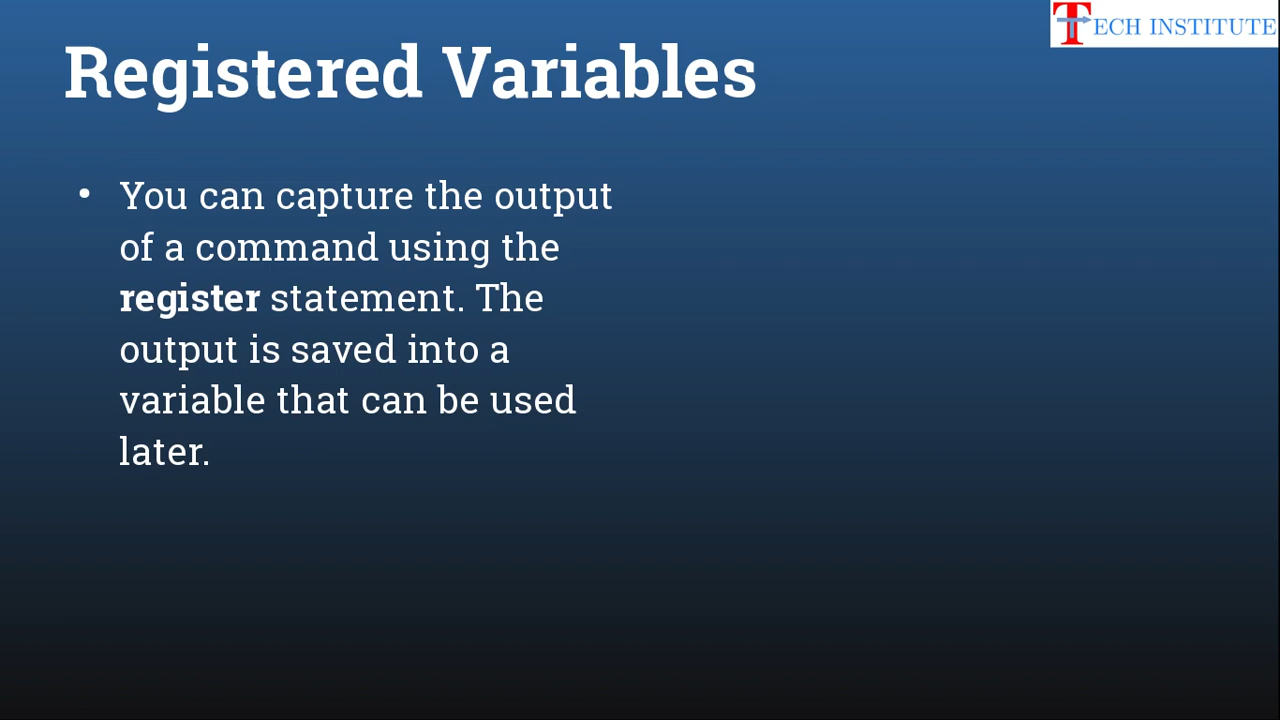 TECH INSTITUTE
Registered Variables
• You can capture the output
of a command using the
register statement. The
output is saved into a
variable that can be used
later.